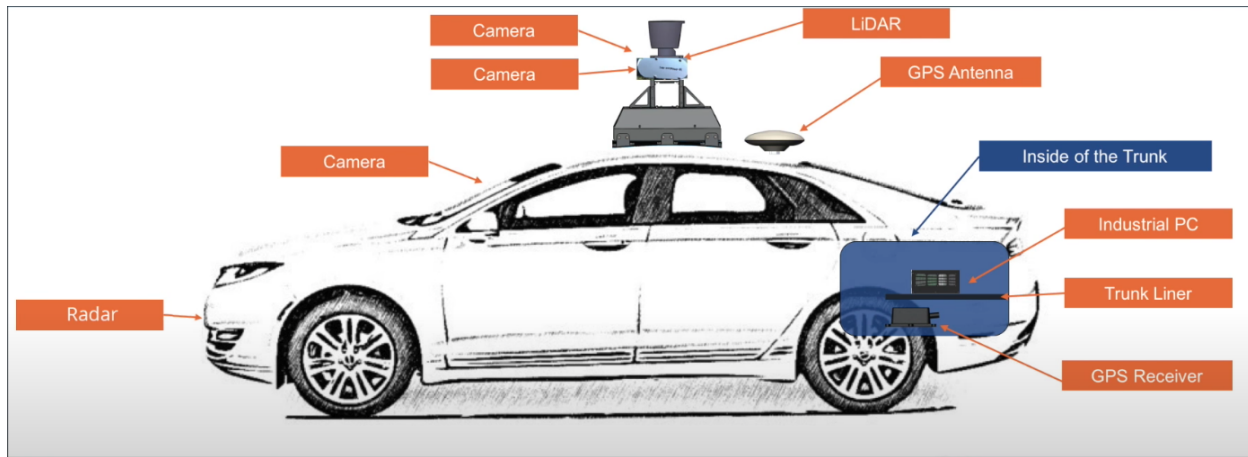 Camera
LiDAR
Camera
GPS Antenna
Camera
Inside of the Trunk
Industrial PC
Trunk Liner
Radar
GPS Receiver